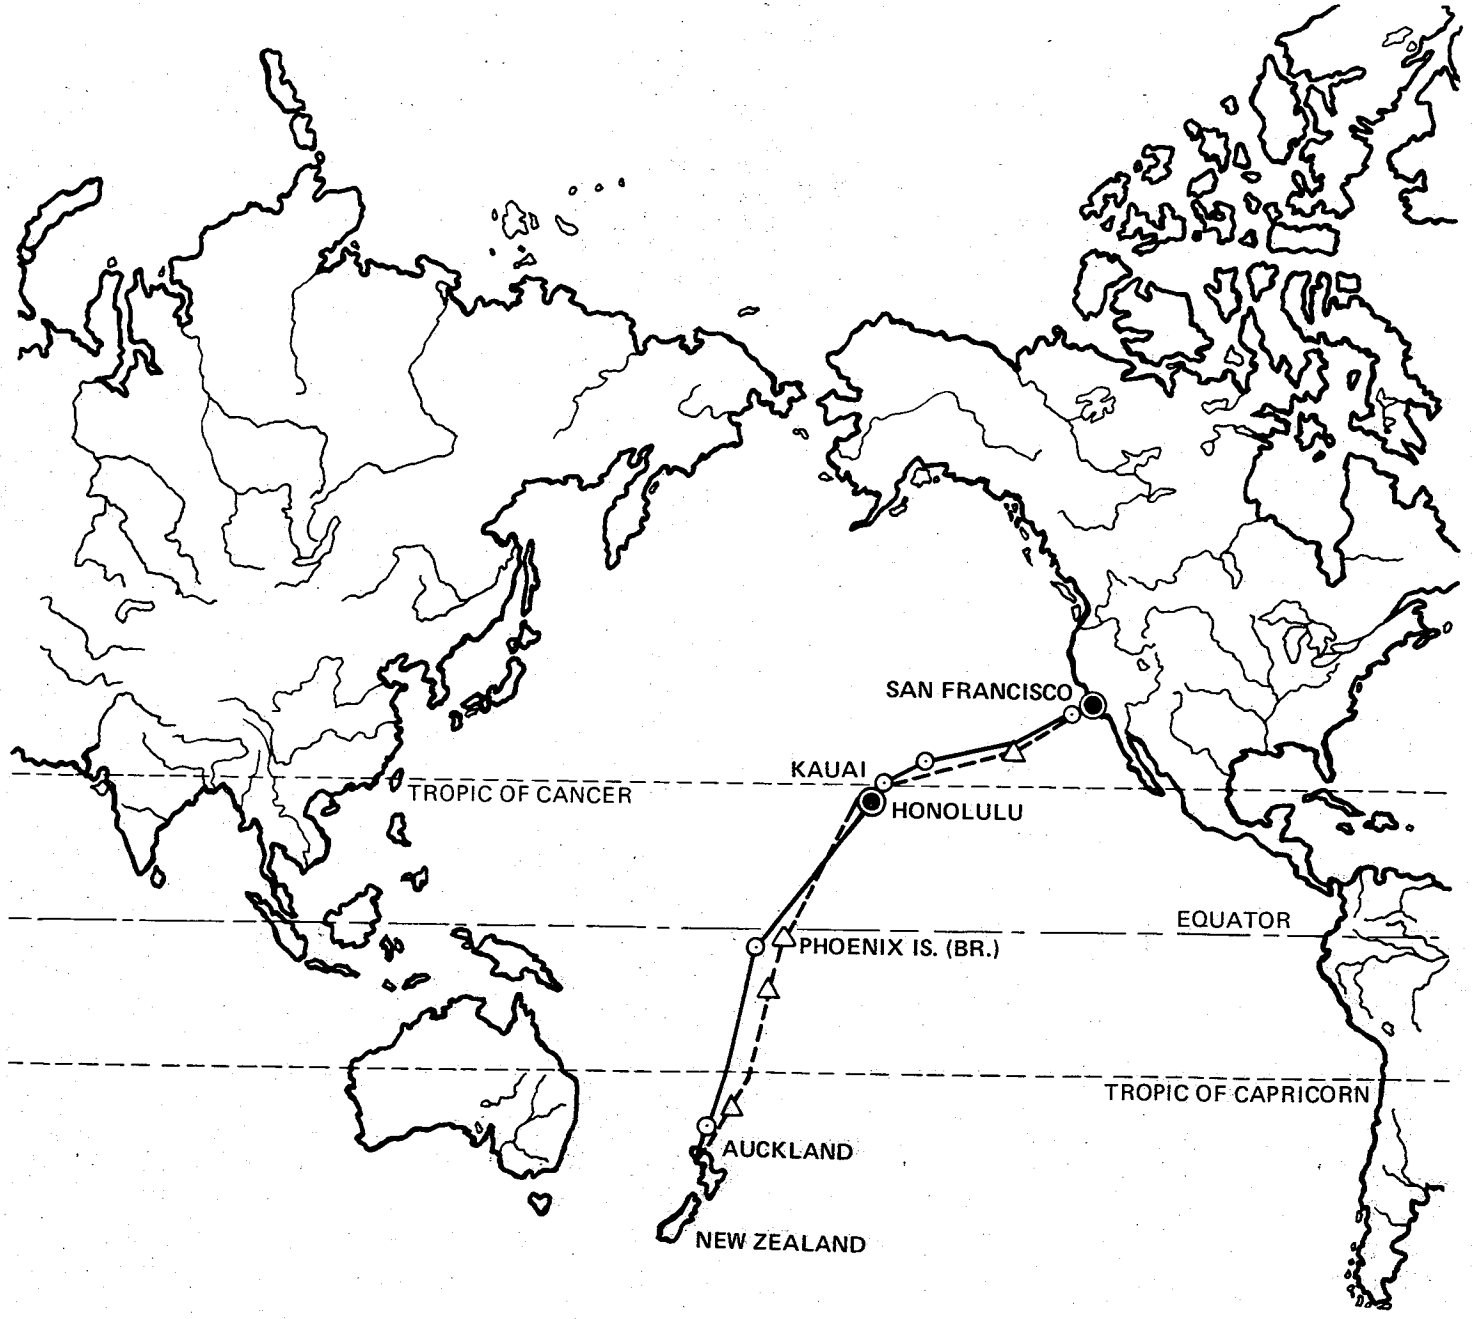 SAN FRANCISCO
KAUAI
TROPIC OF CANCER
HONOLULU
EQUATOR
PHOENIX IS. (BR.)
TROPIC OF CAPRICORN
AUCKLAND
NEW ZEALAND